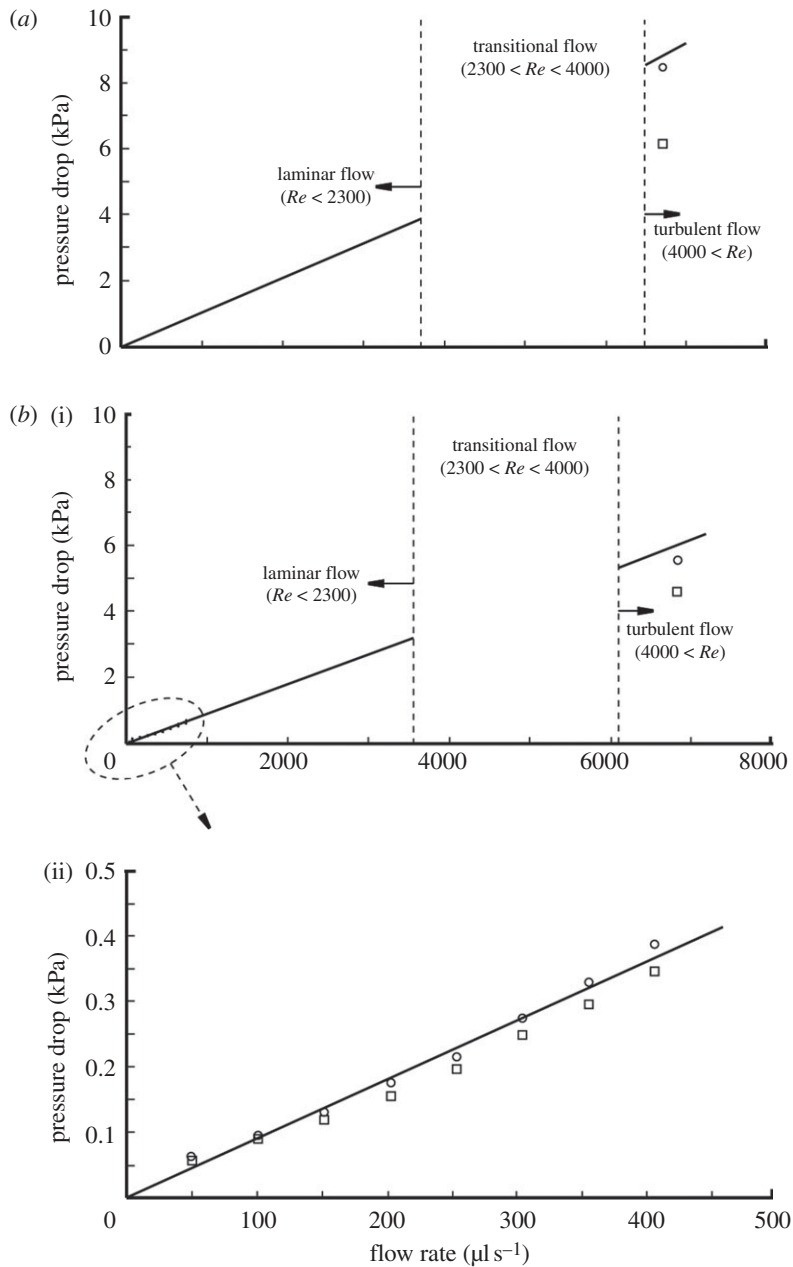 (a)
10
8
6
4
2
0
pressure drop (kPa)
transitional flow
(2300 < Re < 4000)
laminar flow
(Re < 2300)
turbulent flow
(4000 < Re)
(b) (i)
10
8
6
4
2
0
pressure drop (kPa)
transitional flow
(2300 < Re < 4000)
laminar flow
(Re < 2300)
turbulent flow
(4000 < Re)
2000 4000 6000 8000
(ii)
0.5
0.4
0.3
0.2
0.1
0
pressure drop (kPa)
100 200 300 400 500
flow rate (μl s⁻¹)